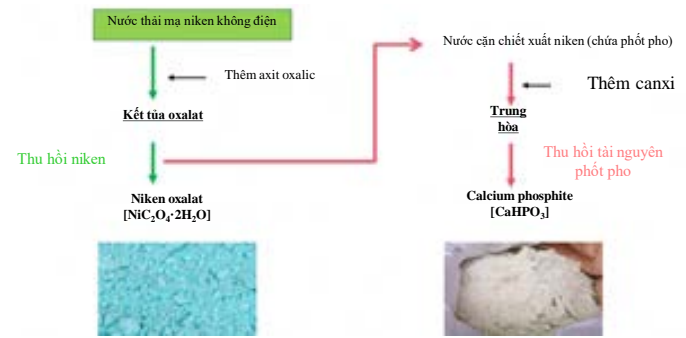 Nước thải mạ niken không điện
Thêm axit oxalic
Kết tủa oxalat
Thu hồi niken
Niken oxalat
[NiC₂O₄·2H₂O]
Nước cặn chiết xuất niken (chứa phốt pho)
Thêm canxi
Trung
hòa
Thu hồi tài nguyên
phốt pho
Calcium phosphite
[CaHPO₃]